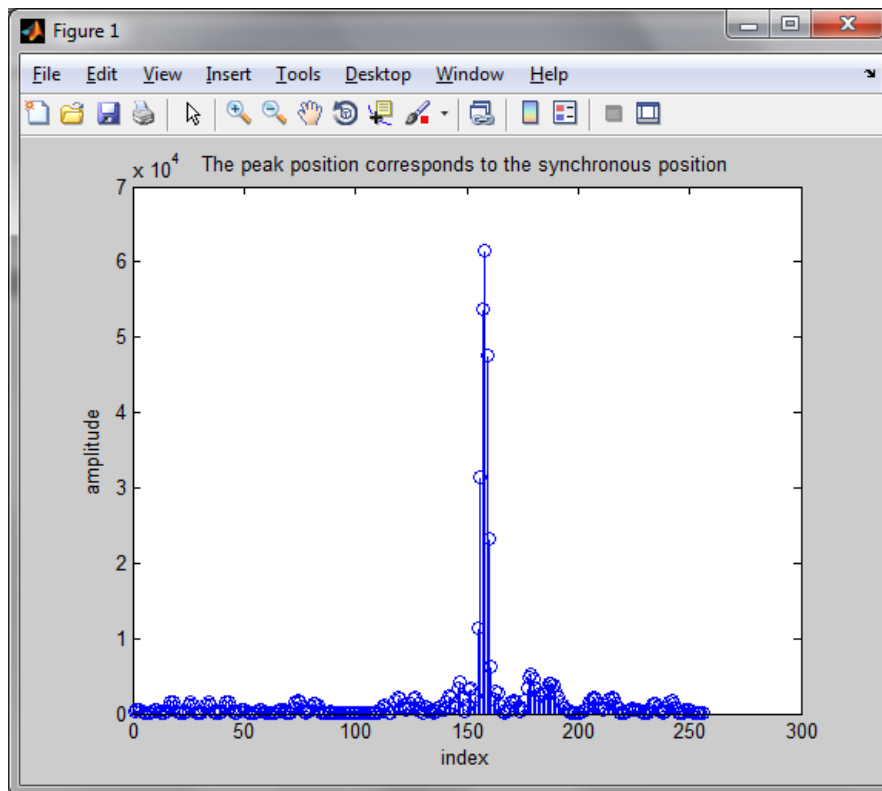 Figure 1
File Edit View Insert Tools Desktop Window Help
x 10^4
The peak position corresponds to the synchronous position
7
6
5
4
3
2
1
0
amplitude
0 50 100 150 200 250 300
index